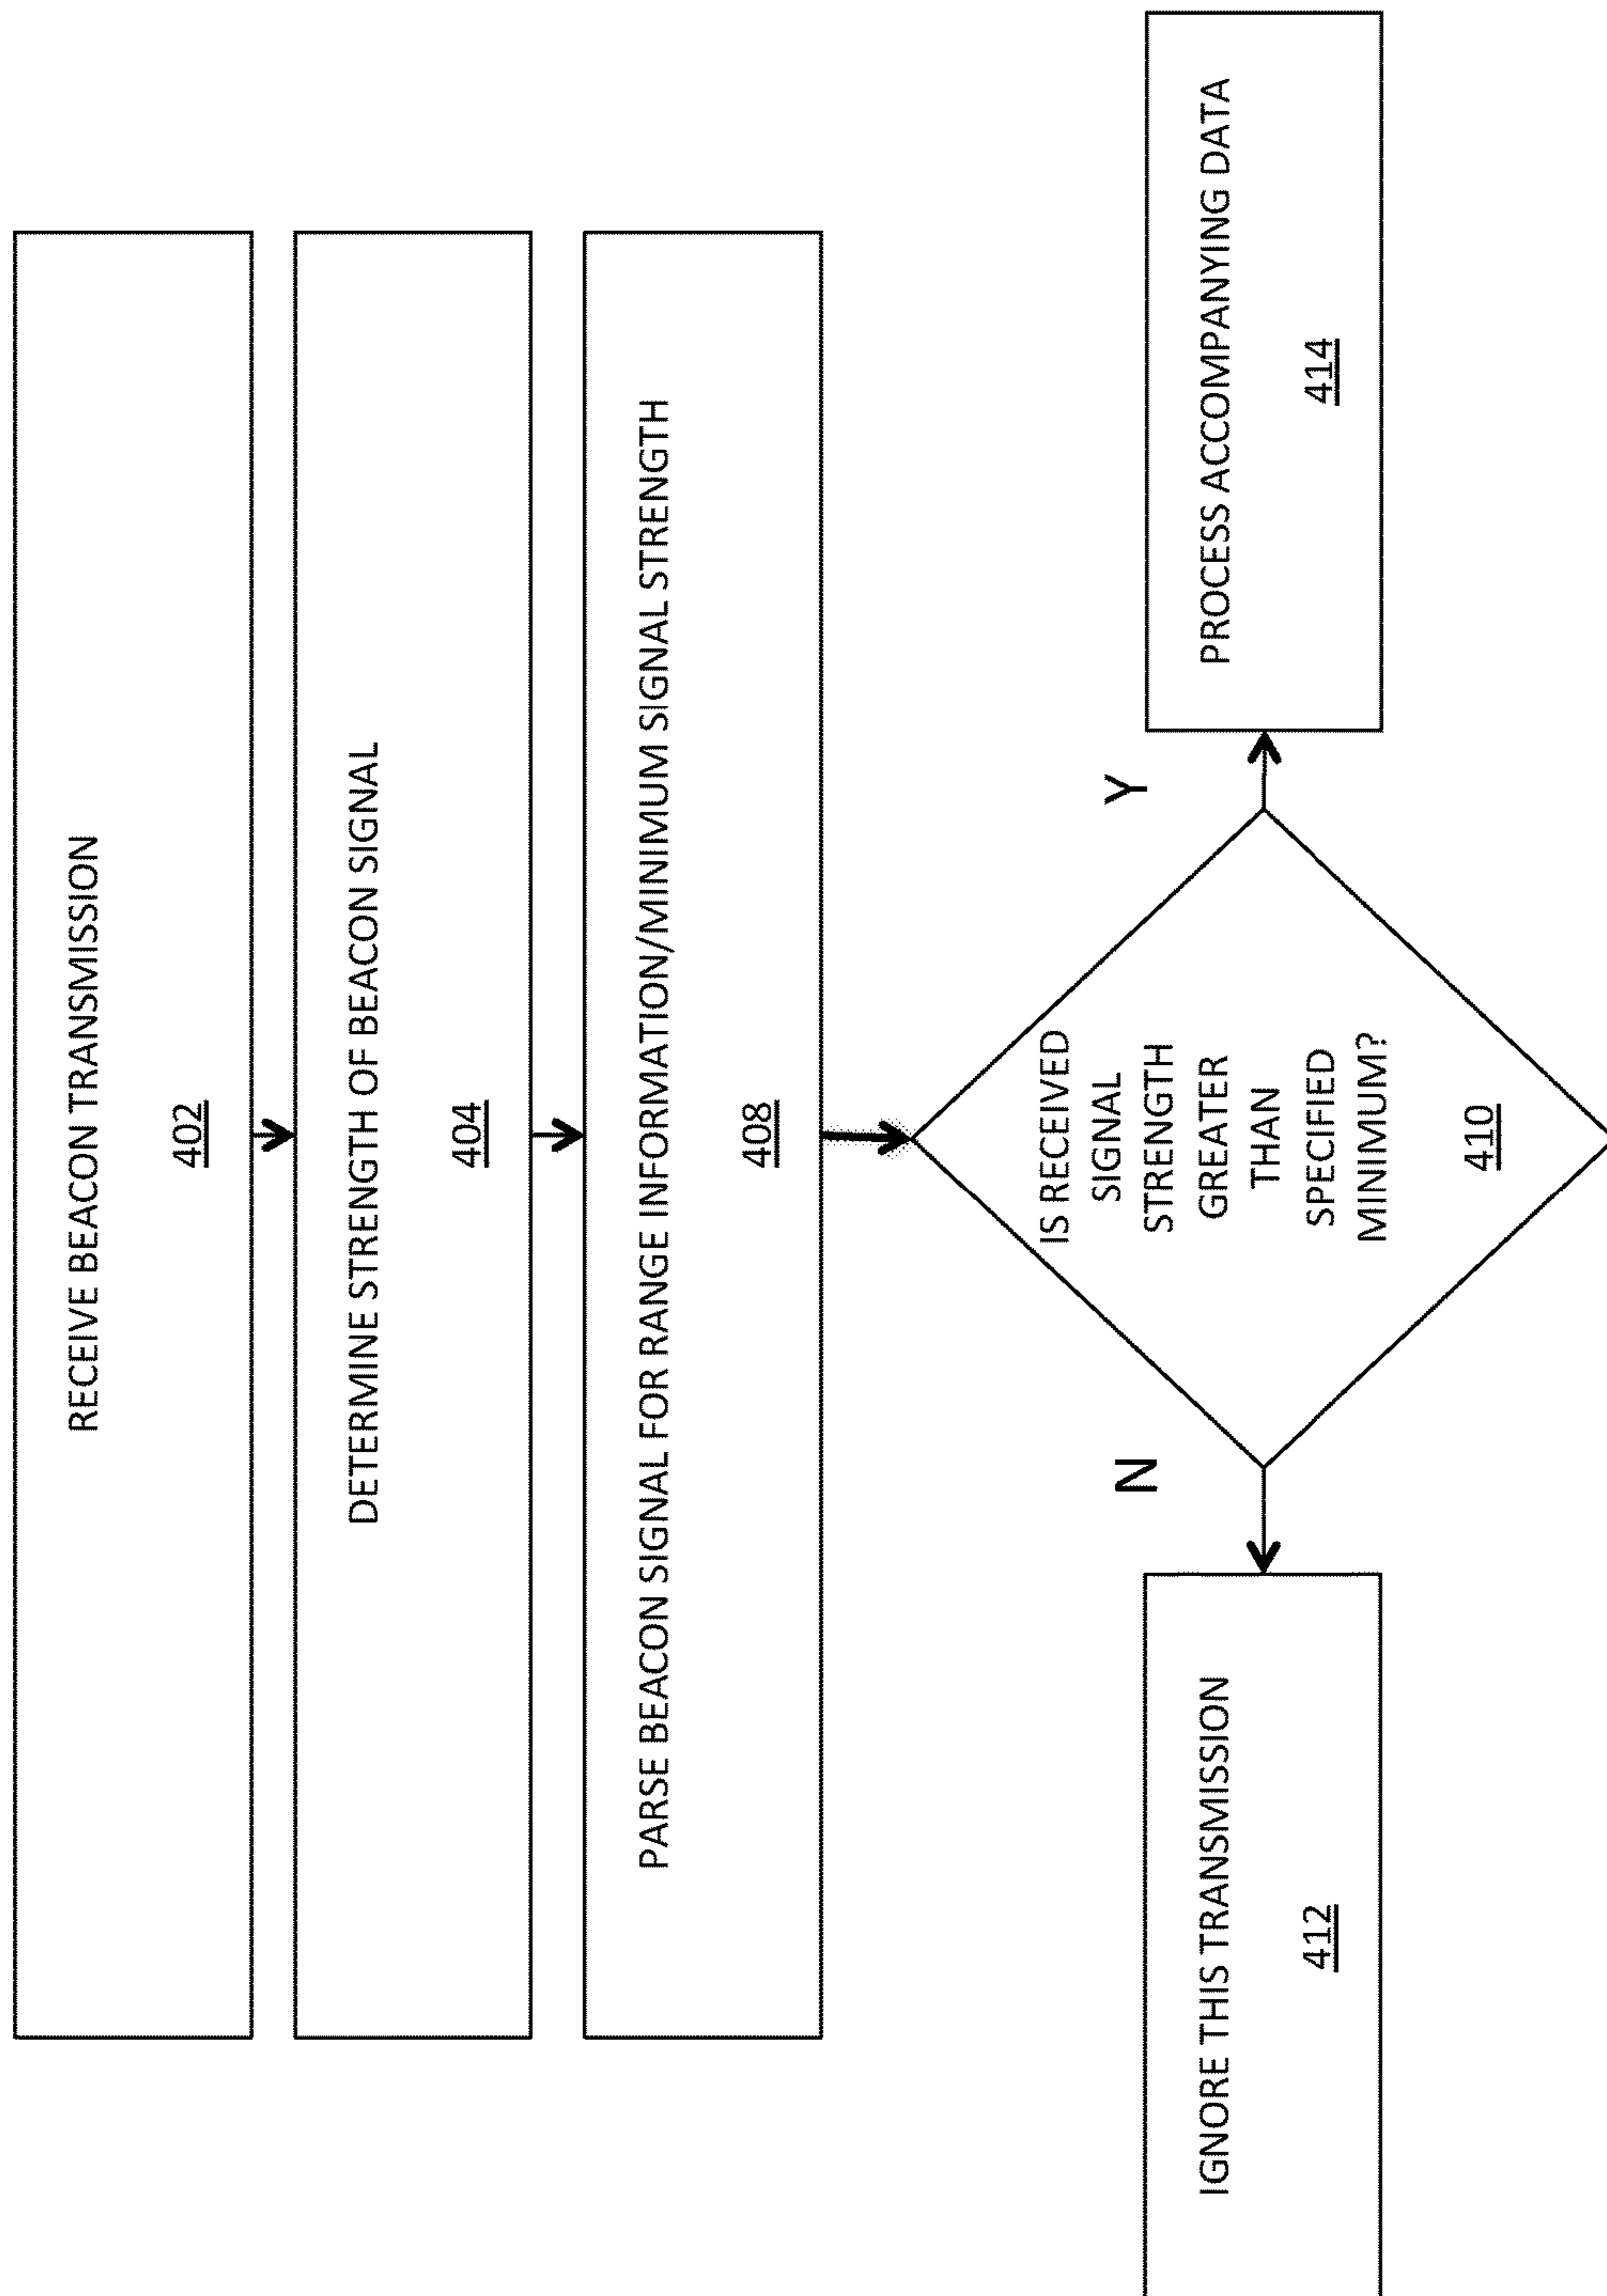 RECEIVE BEACON TRANSMISSION
402
DETERMINE STRENGTH OF BEACON SIGNAL
404
PARSE BEACON SIGNAL FOR RANGE INFORMATION/MINIMUM SIGNAL STRENGTH
408
IS RECEIVED
SIGNAL
STRENGTH
GREATER
THAN
SPECIFIED
MINIMUM?
410
N
Y
IGNORE THIS TRANSMISSION
412
PROCESS ACCOMPANYING DATA
414